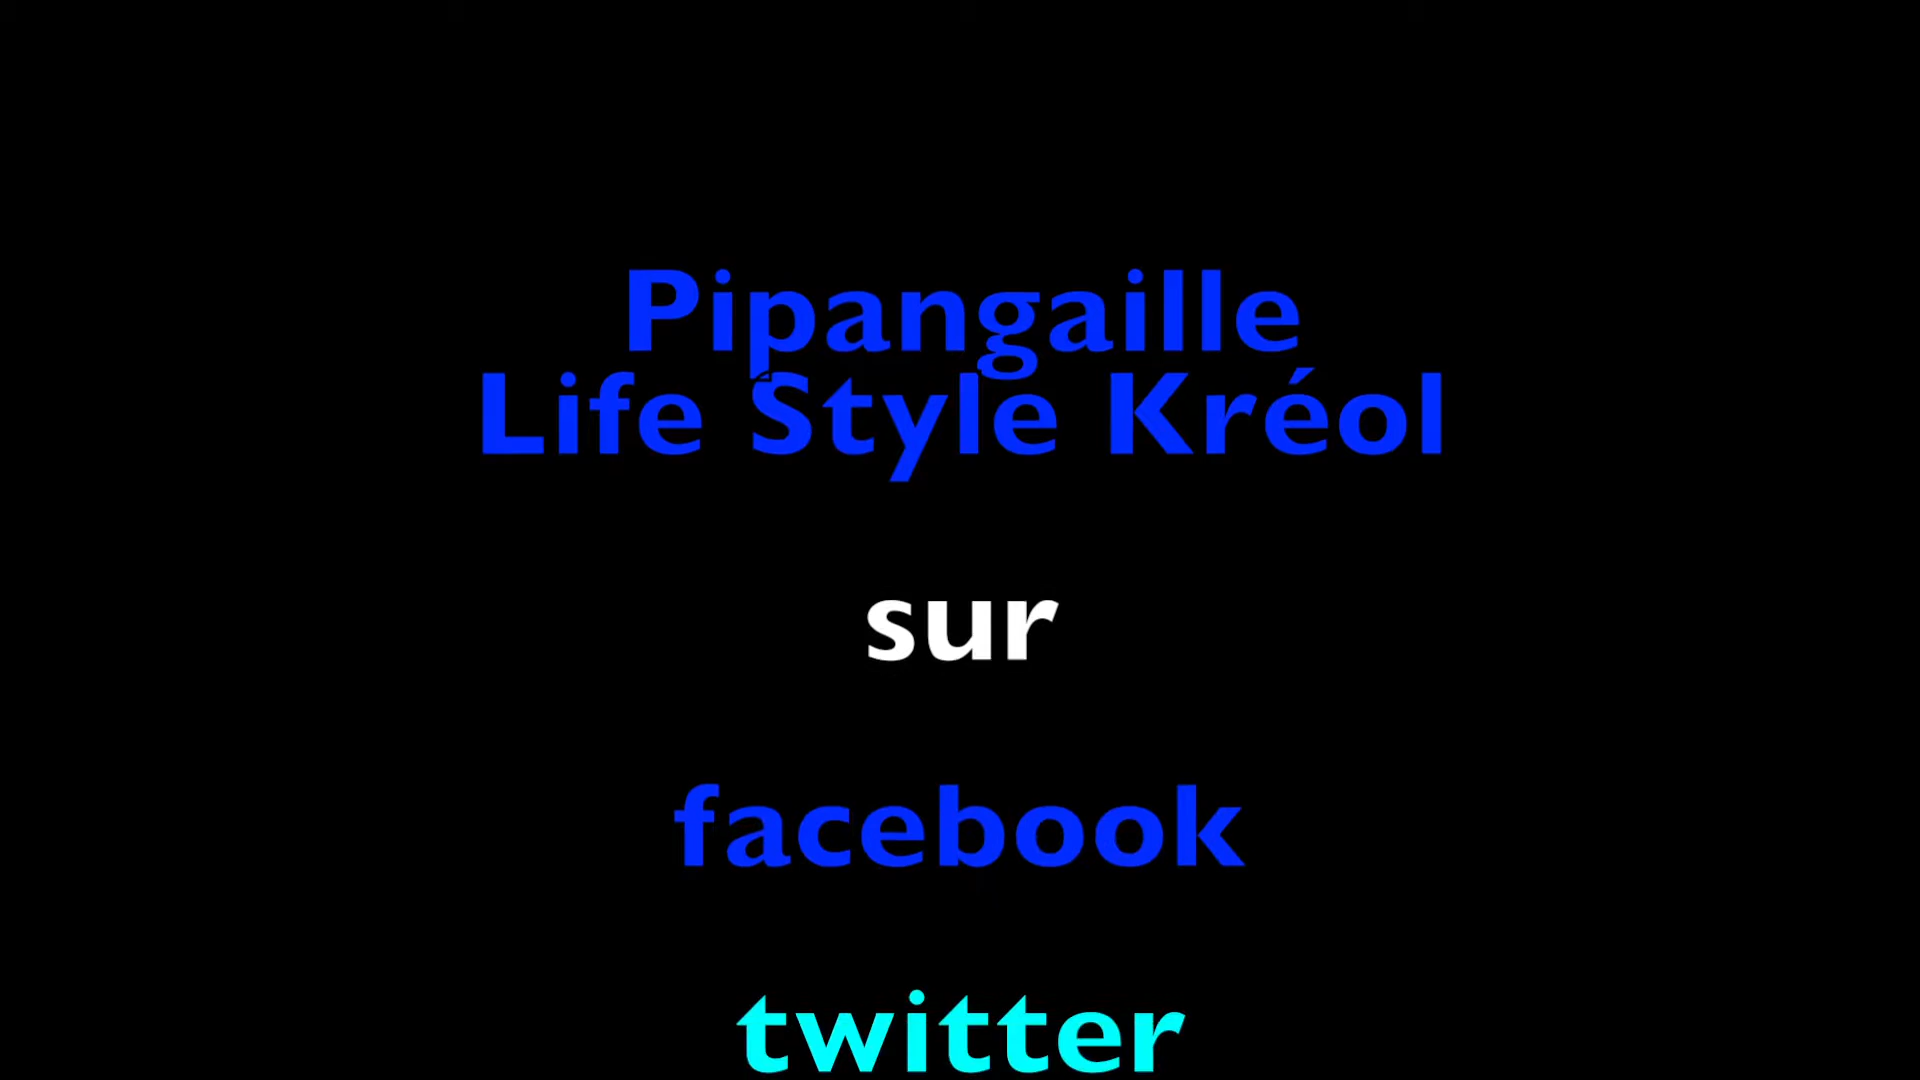 Pipangaille
Life Style Kréol
sur
facebook
twitter